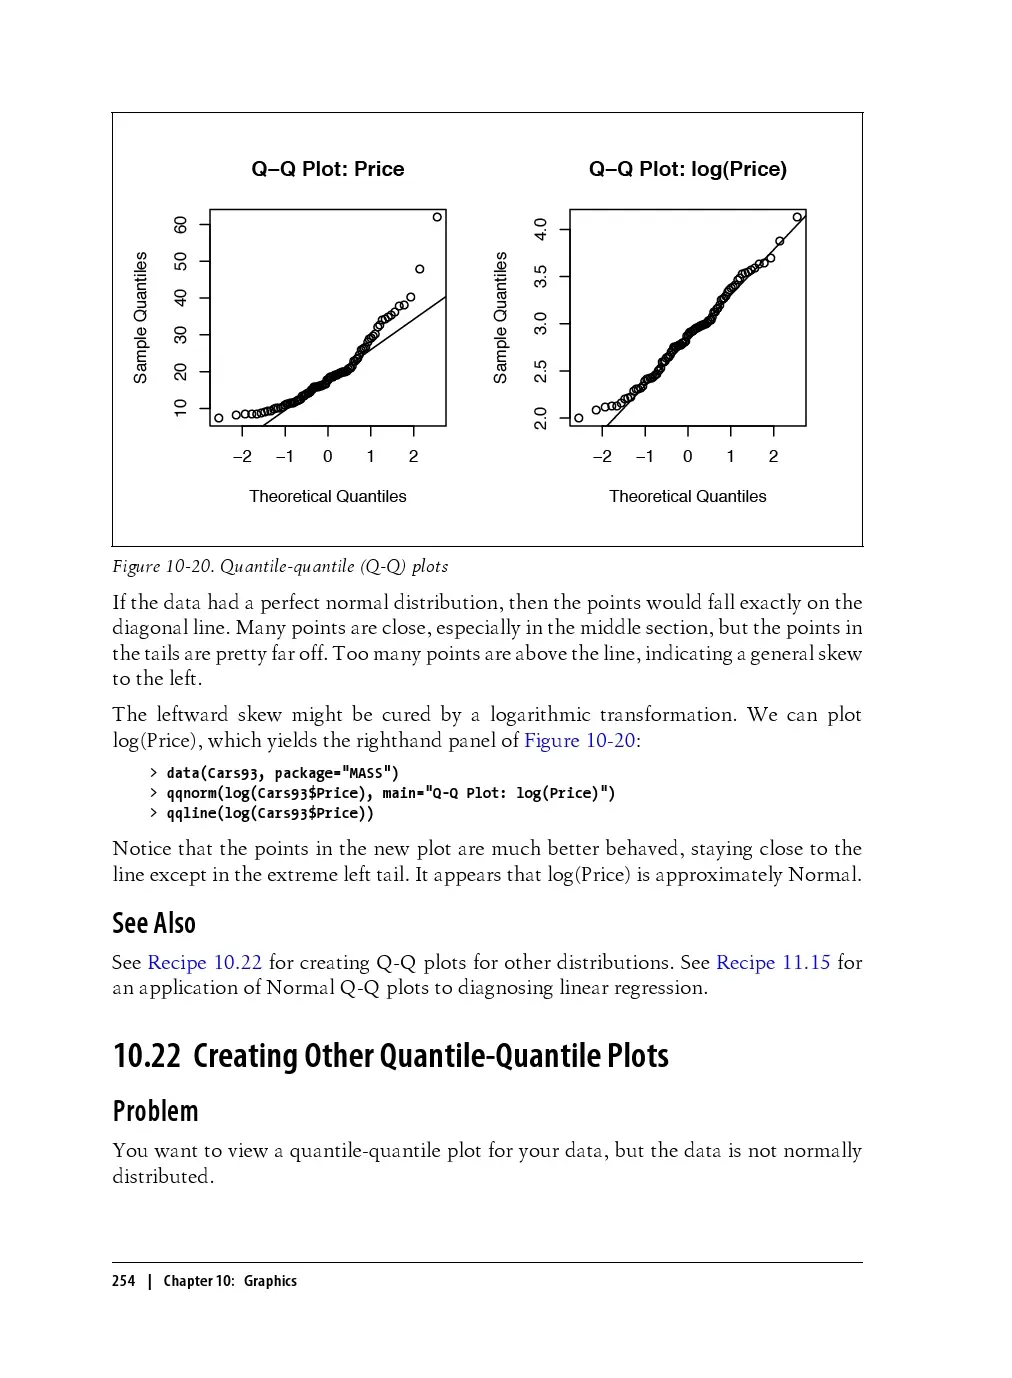 Q–Q Plot: Price
Sample Quantiles
60
50
40
30
20
10
–2 –1 0 1 2
Theoretical Quantiles
Q–Q Plot: log(Price)
Sample Quantiles
4.0
3.5
3.0
2.5
2.0
–2 –1 0 1 2
Theoretical Quantiles
Figure 10-20. Quantile-quantile (Q-Q) plots
If the data had a perfect normal distribution, then the points would fall exactly on the
diagonal line. Many points are close, especially in the middle section, but the points in
the tails are pretty far off. Too many points are above the line, indicating a general skew
to the left.
The leftward skew might be cured by a logarithmic transformation. We can plot
log(Price), which yields the righthand panel of Figure 10-20:
> data(Cars93, package="MASS")
> qqnorm(log(Cars93$Price), main="Q-Q Plot: log(Price)")
> qqline(log(Cars93$Price))
Notice that the points in the new plot are much better behaved, staying close to the
line except in the extreme left tail. It appears that log(Price) is approximately Normal.
See Also
See Recipe 10.22 for creating Q-Q plots for other distributions. See Recipe 11.15 for
an application of Normal Q-Q plots to diagnosing linear regression.
10.22 Creating Other Quantile-Quantile Plots
Problem
You want to view a quantile-quantile plot for your data, but the data is not normally
distributed.
254 | Chapter 10: Graphics